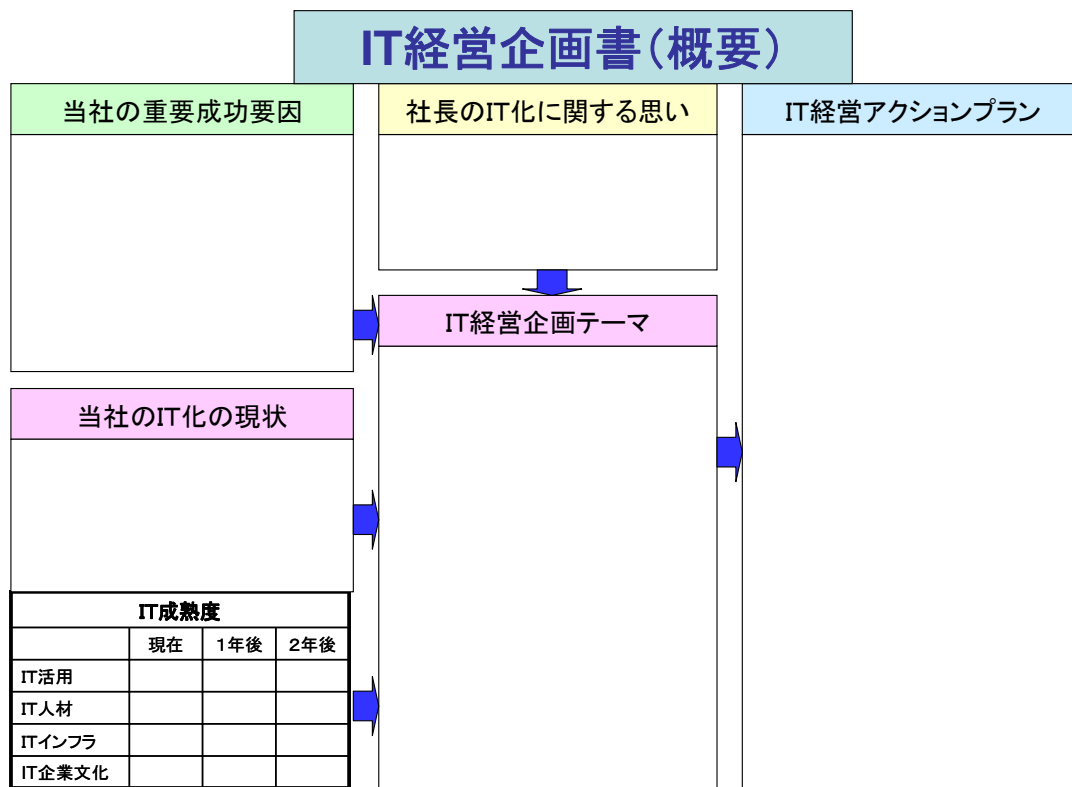 IT経営企画書(概要)
当社の重要成功要因
社長のIT化に関する思い
IT経営アクションプラン
IT経営企画テーマ
当社のIT化の現状
IT成熟度
現在 1年後 2年後
IT活用
IT人材
ITインフラ
IT企業文化